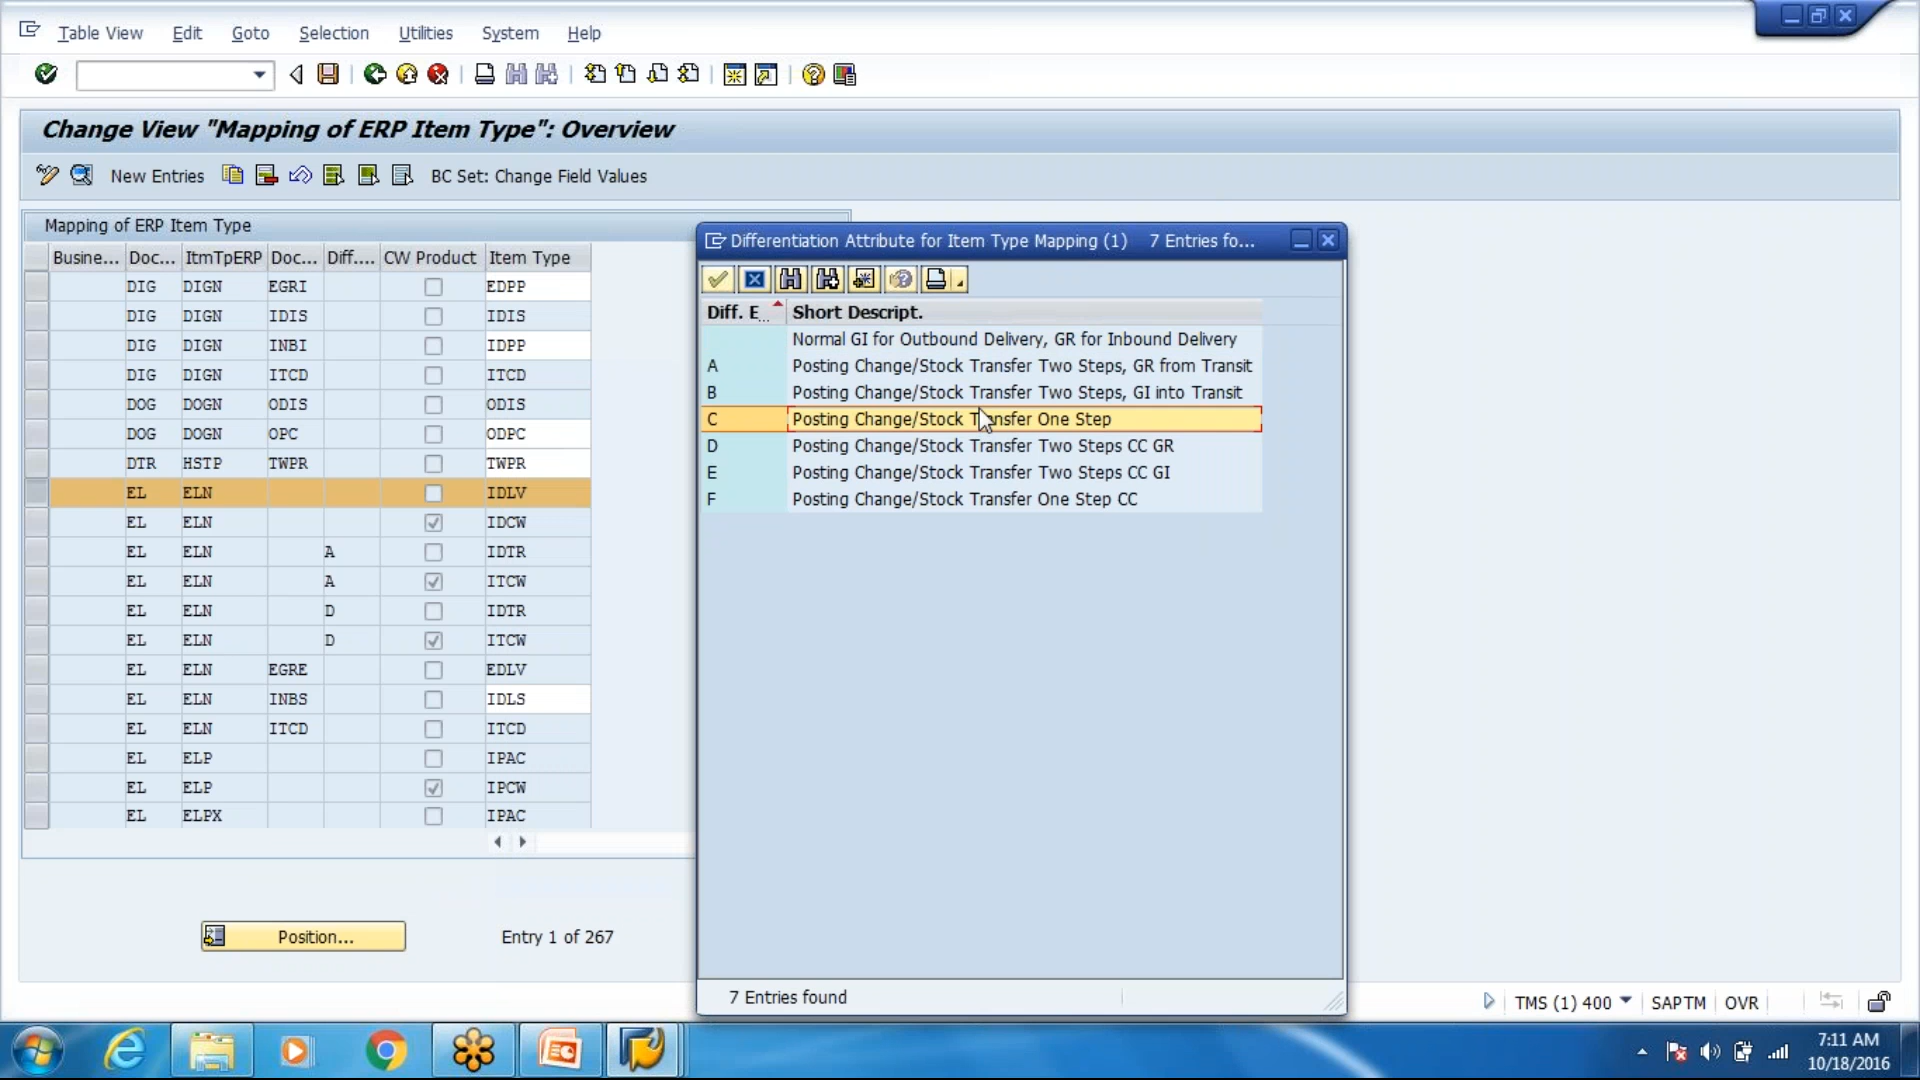 Table View Edit Goto Selection Utilities System Help
Change View "Mapping of ERP Item Type": Overview
New Entries BC Set: Change Field Values
Mapping of ERP Item Type
Busine... Doc... ItmTpERP Doc... Diff.... CW Product Item Type
DIG DIGN EGRI EDPP
DIG DIGN IDIS IDIS
DIG DIGN INBI IDPP
DIG DIGN ITCD ITCD
DOG DOGN ODIS ODIS
DOG DOGN OPC ODPC
DTR HSTP TWPR TWPR
EL ELN IDLV
EL ELN IDCW
EL ELN A IDTR
EL ELN A ITCW
EL ELN D IDTR
EL ELN D ITCW
EL ELN EGRE EDLV
EL ELN INBS IDLS
EL ELN ITCD ITCD
EL ELP IPAC
EL ELP IPCW
EL ELPX IPAC
Position... Entry 1 of 267
Differentiation Attribute for Item Type Mapping (1) 7 Entries fo...
Diff. E... Short Descript.
Normal GI for Outbound Delivery, GR for Inbound Delivery
A Posting Change/Stock Transfer Two Steps, GR from Transit
B Posting Change/Stock Transfer Two Steps, GI into Transit
C Posting Change/Stock Transfer One Step
D Posting Change/Stock Transfer Two Steps CC GR
E Posting Change/Stock Transfer Two Steps CC GI
F Posting Change/Stock Transfer One Step CC
7 Entries found
TMS (1) 400 SAPTM OVR
7:11 AM
10/18/2016